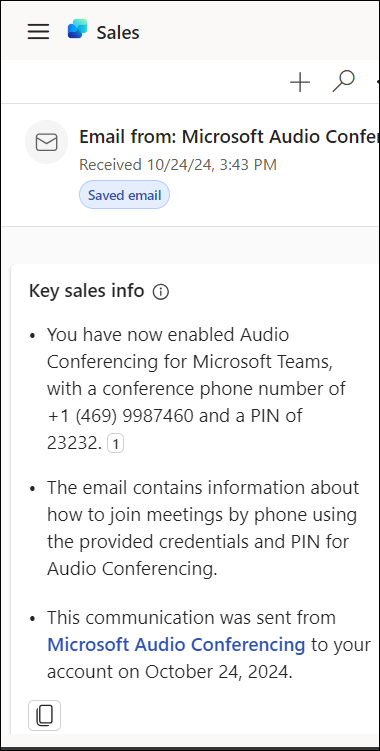 Sales
Email from: Microsoft Audio Confe
Received 10/24/24, 3:43 PM
Saved email
Key sales info
• You have now enabled Audio
Conferencing for Microsoft Teams,
with a conference phone number of
+1 (469) 9987460 and a PIN of
23232. 1
• The email contains information about
how to join meetings by phone using
the provided credentials and PIN for
Audio Conferencing.
• This communication was sent from
Microsoft Audio Conferencing to your
account on October 24, 2024.